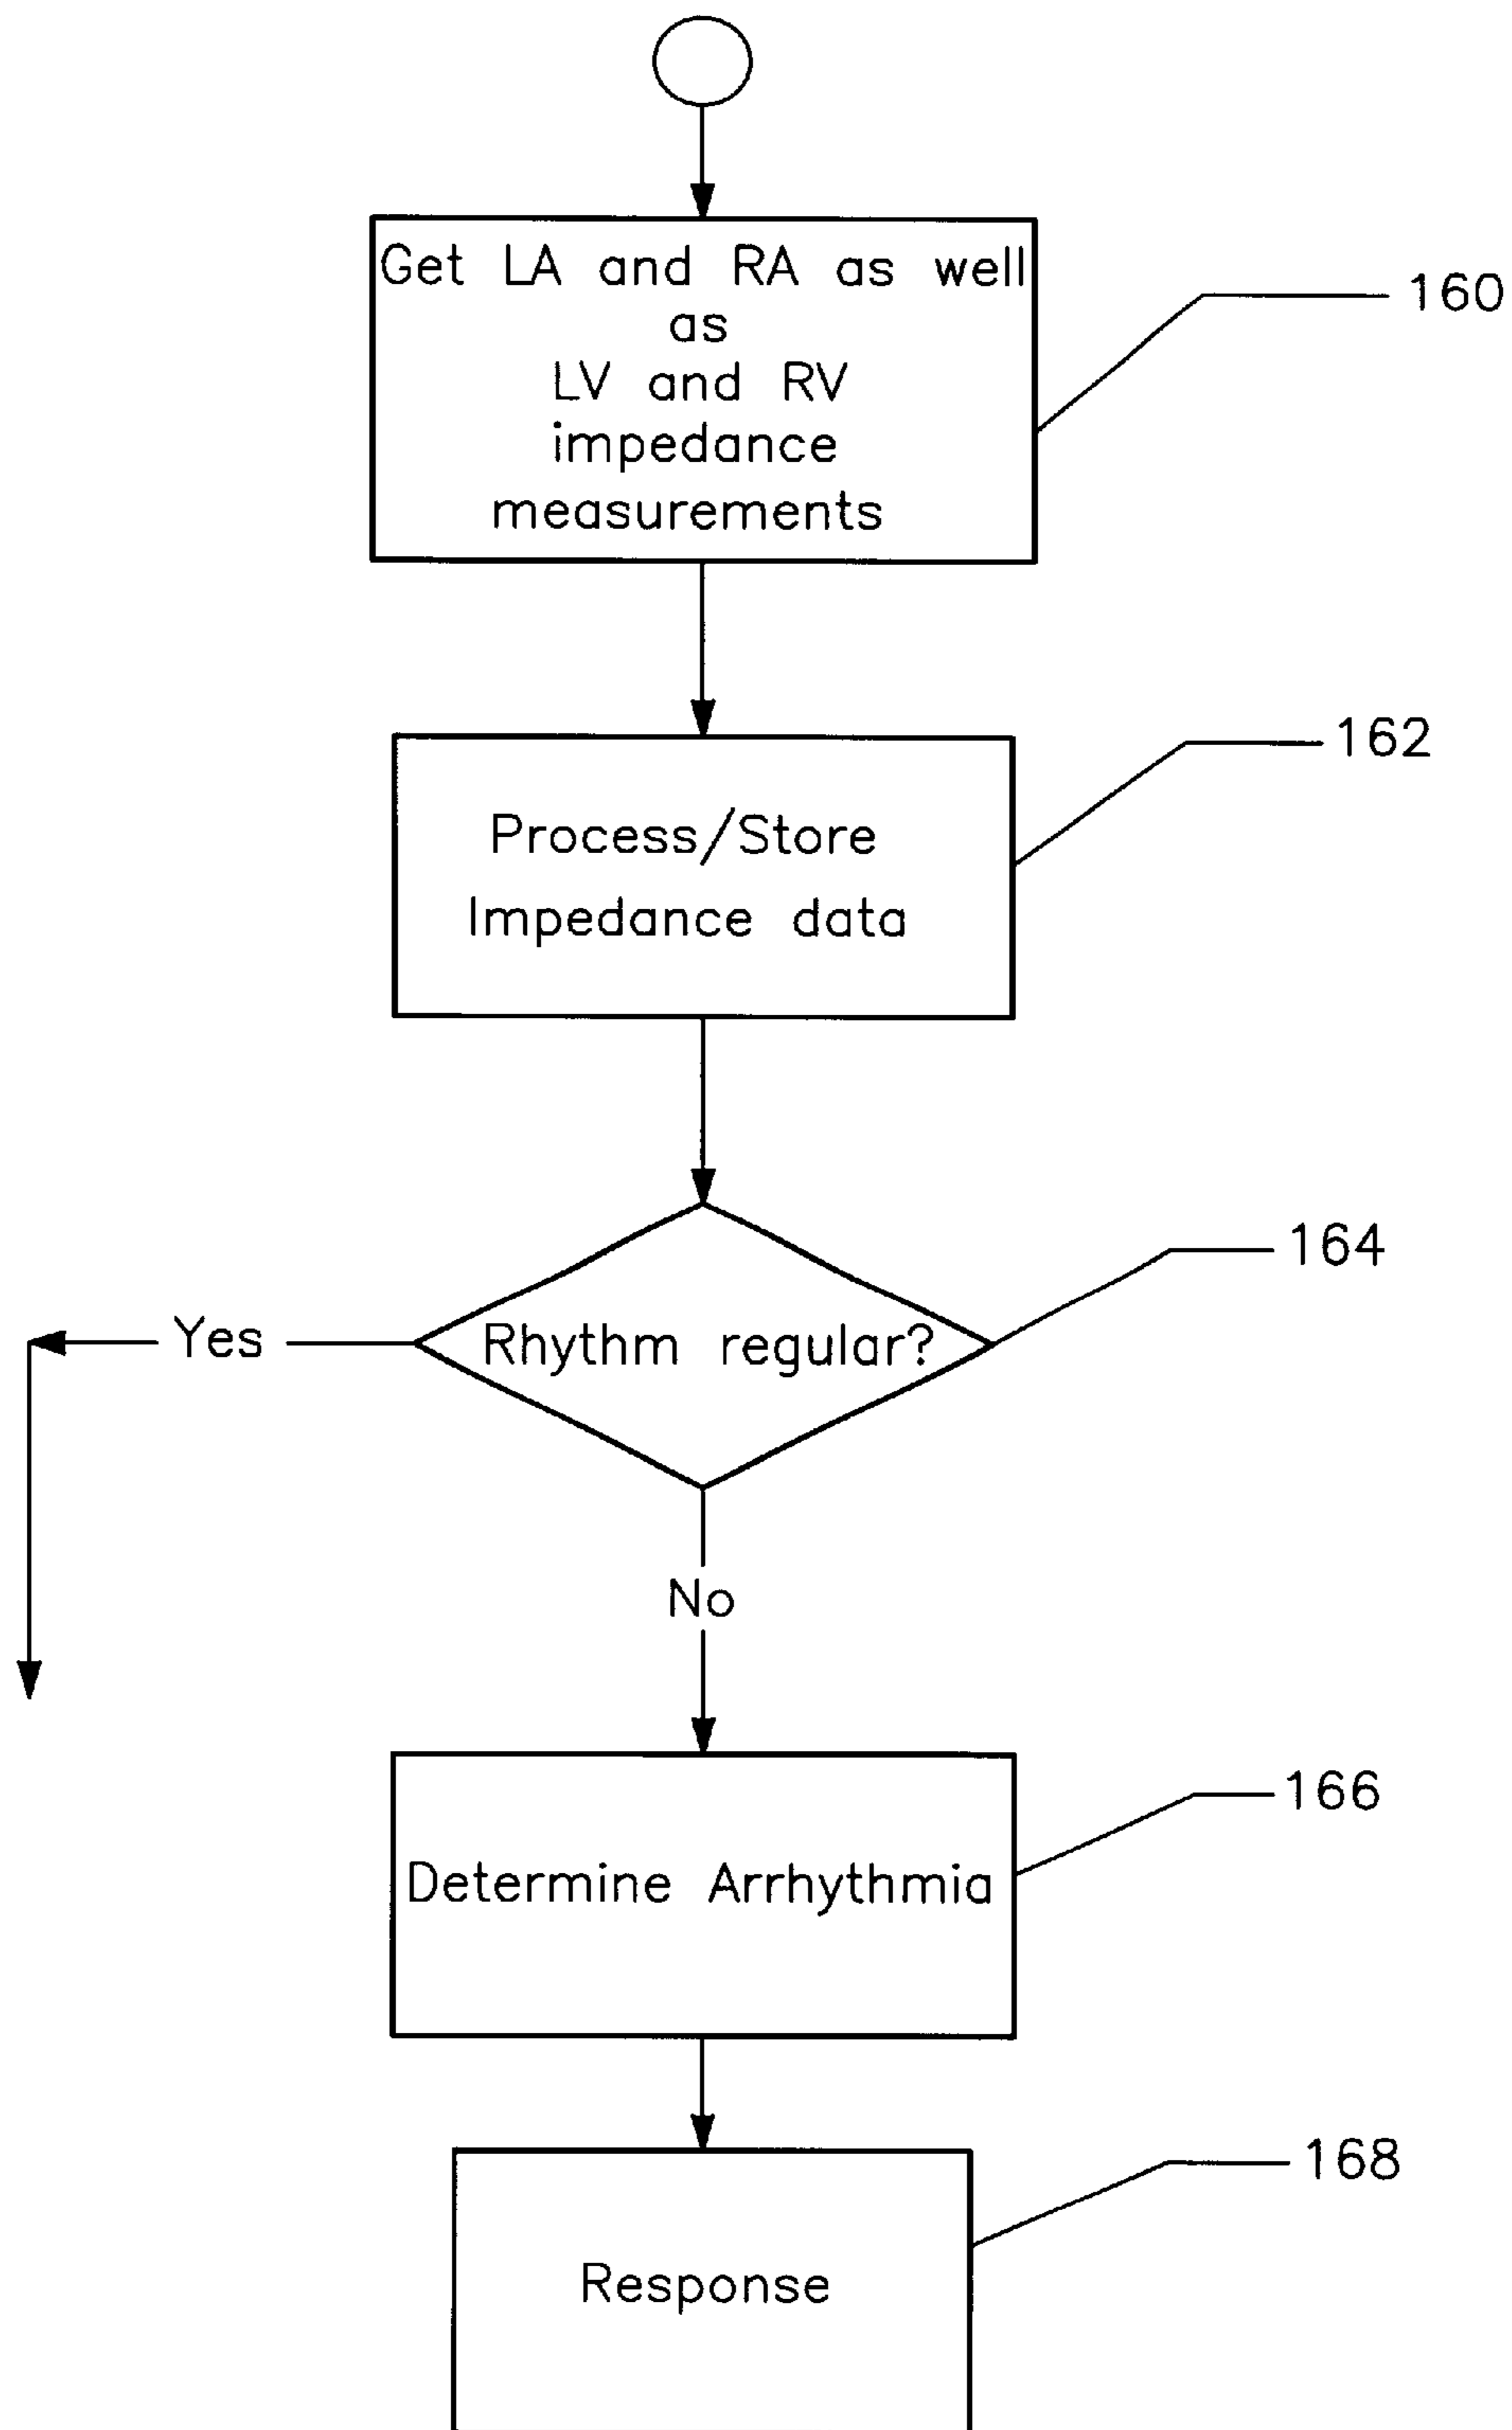 Get LA and RA as well
as
LV and RV
impedance
measurements
160
Process/Store
Impedance data
162
Rhythm regular?
164
Yes
No
Determine Arrhythmia
166
Response
168